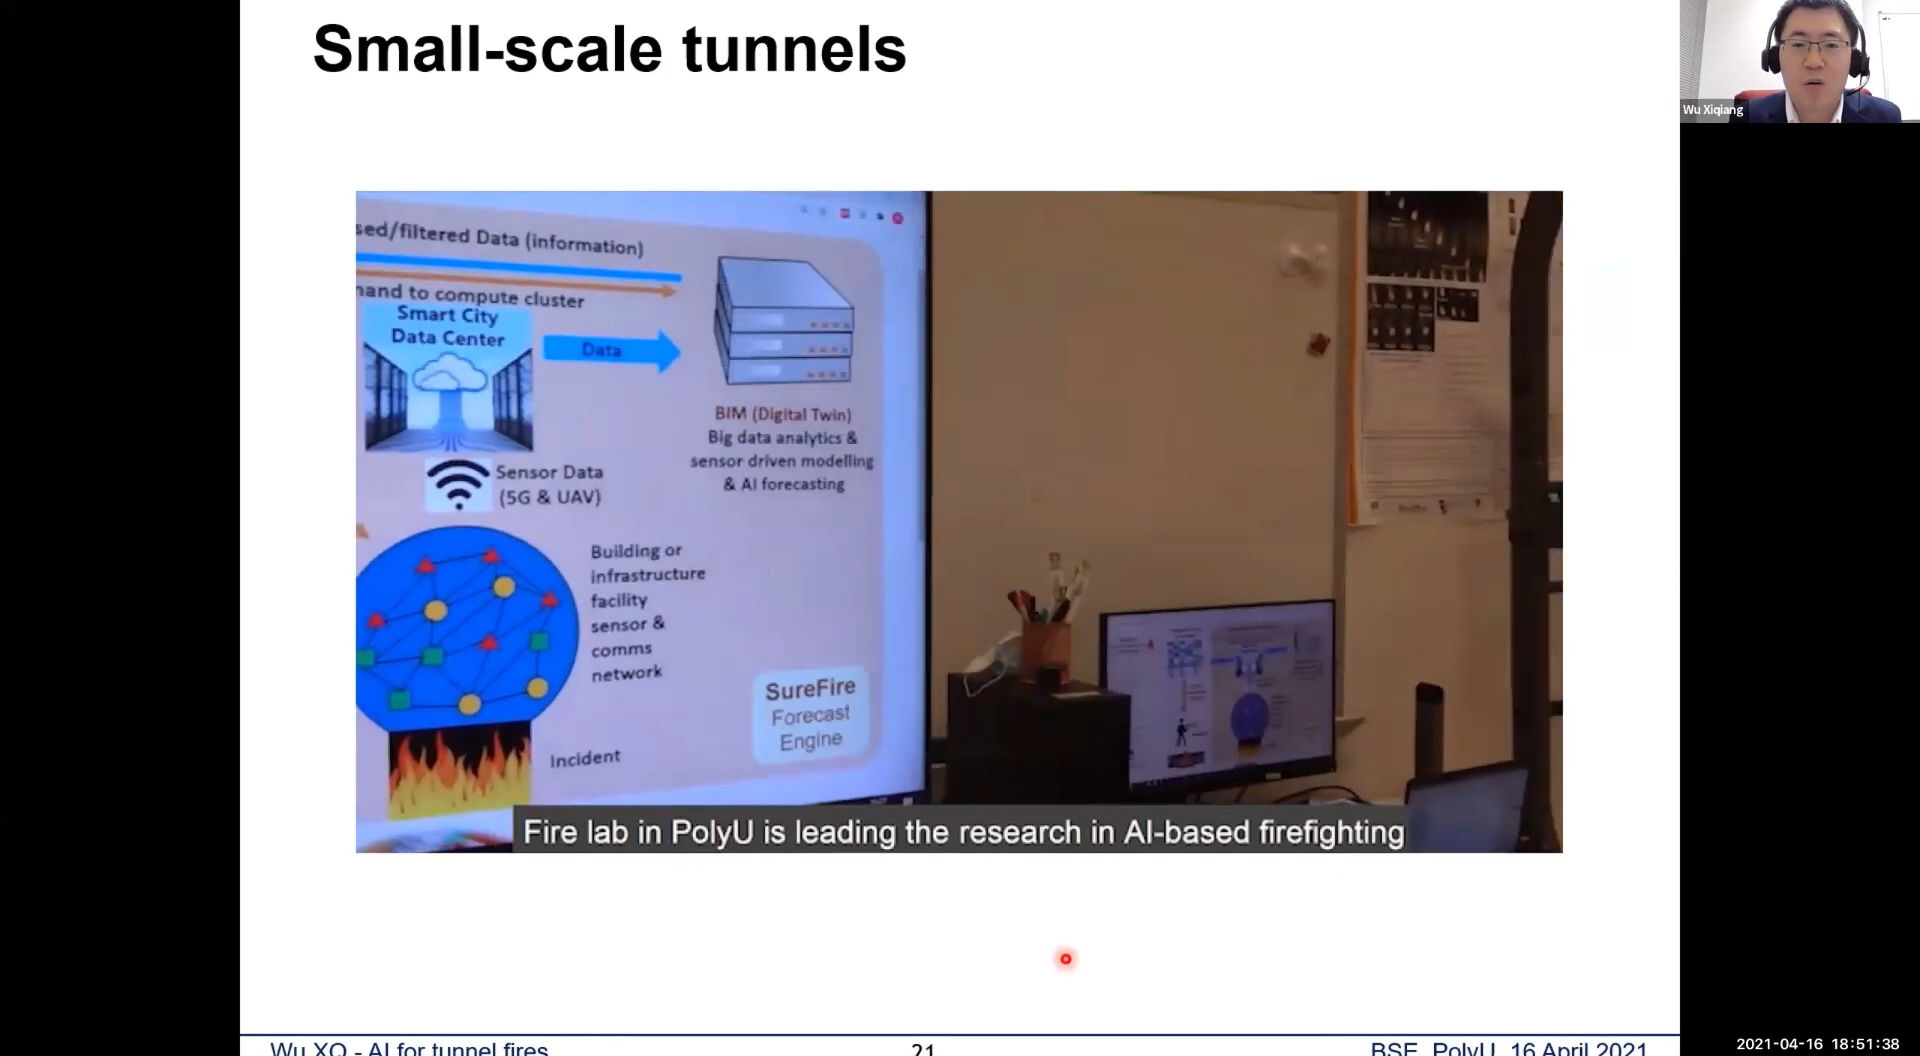 Small-scale tunnels
Wu Xiqiang
sed/filtered Data (information)
hand to compute cluster
Smart City
Data Center
Data
BIM (Digital Twin)
Big data analytics &
sensor driven modelling
& AI forecasting
Sensor Data
(5G & UAV)
Building or
infrastructure
facility
sensor &
comms
network
SureFire
Forecast
Engine
Incident
Fire lab in PolyU is leading the research in AI-based firefighting
Wu XQ - AI for tunnel fires
21
BSE, PolyU, 16 April 2021
2021-04-16 18:51:38